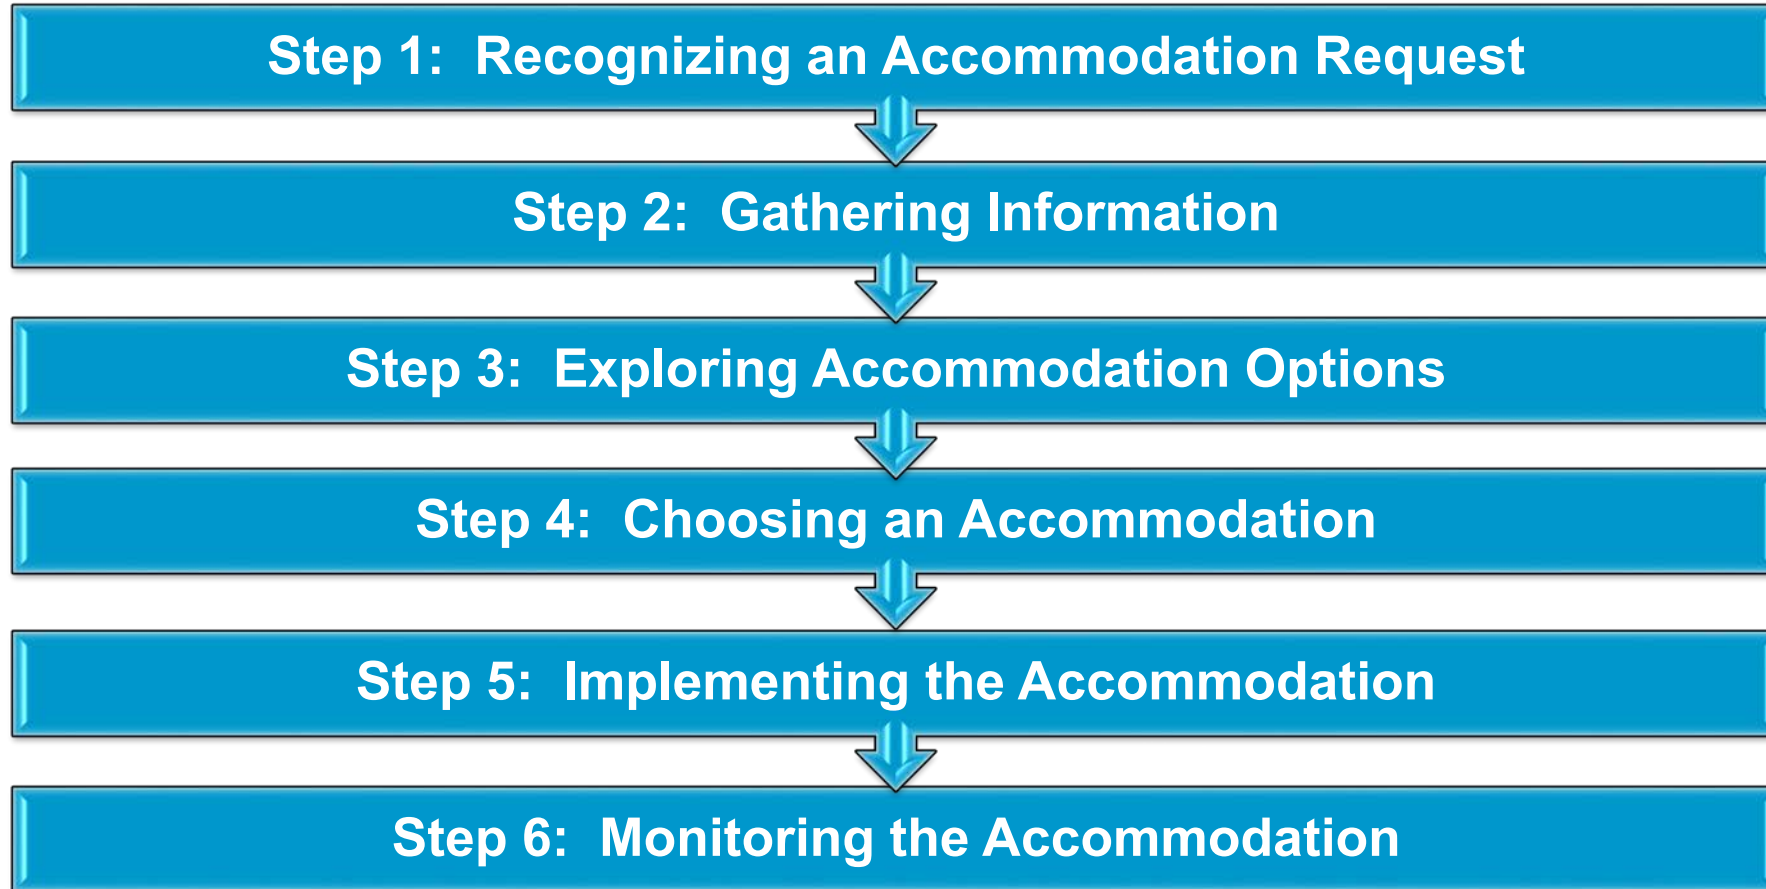 Step 1:  Recognizing an Accommodation Request
Step 2:  Gathering Information
Step 3:  Exploring Accommodation Options
Step 4:  Choosing an Accommodation
Step 5:  Implementing the Accommodation
Step 6:  Monitoring the Accommodation